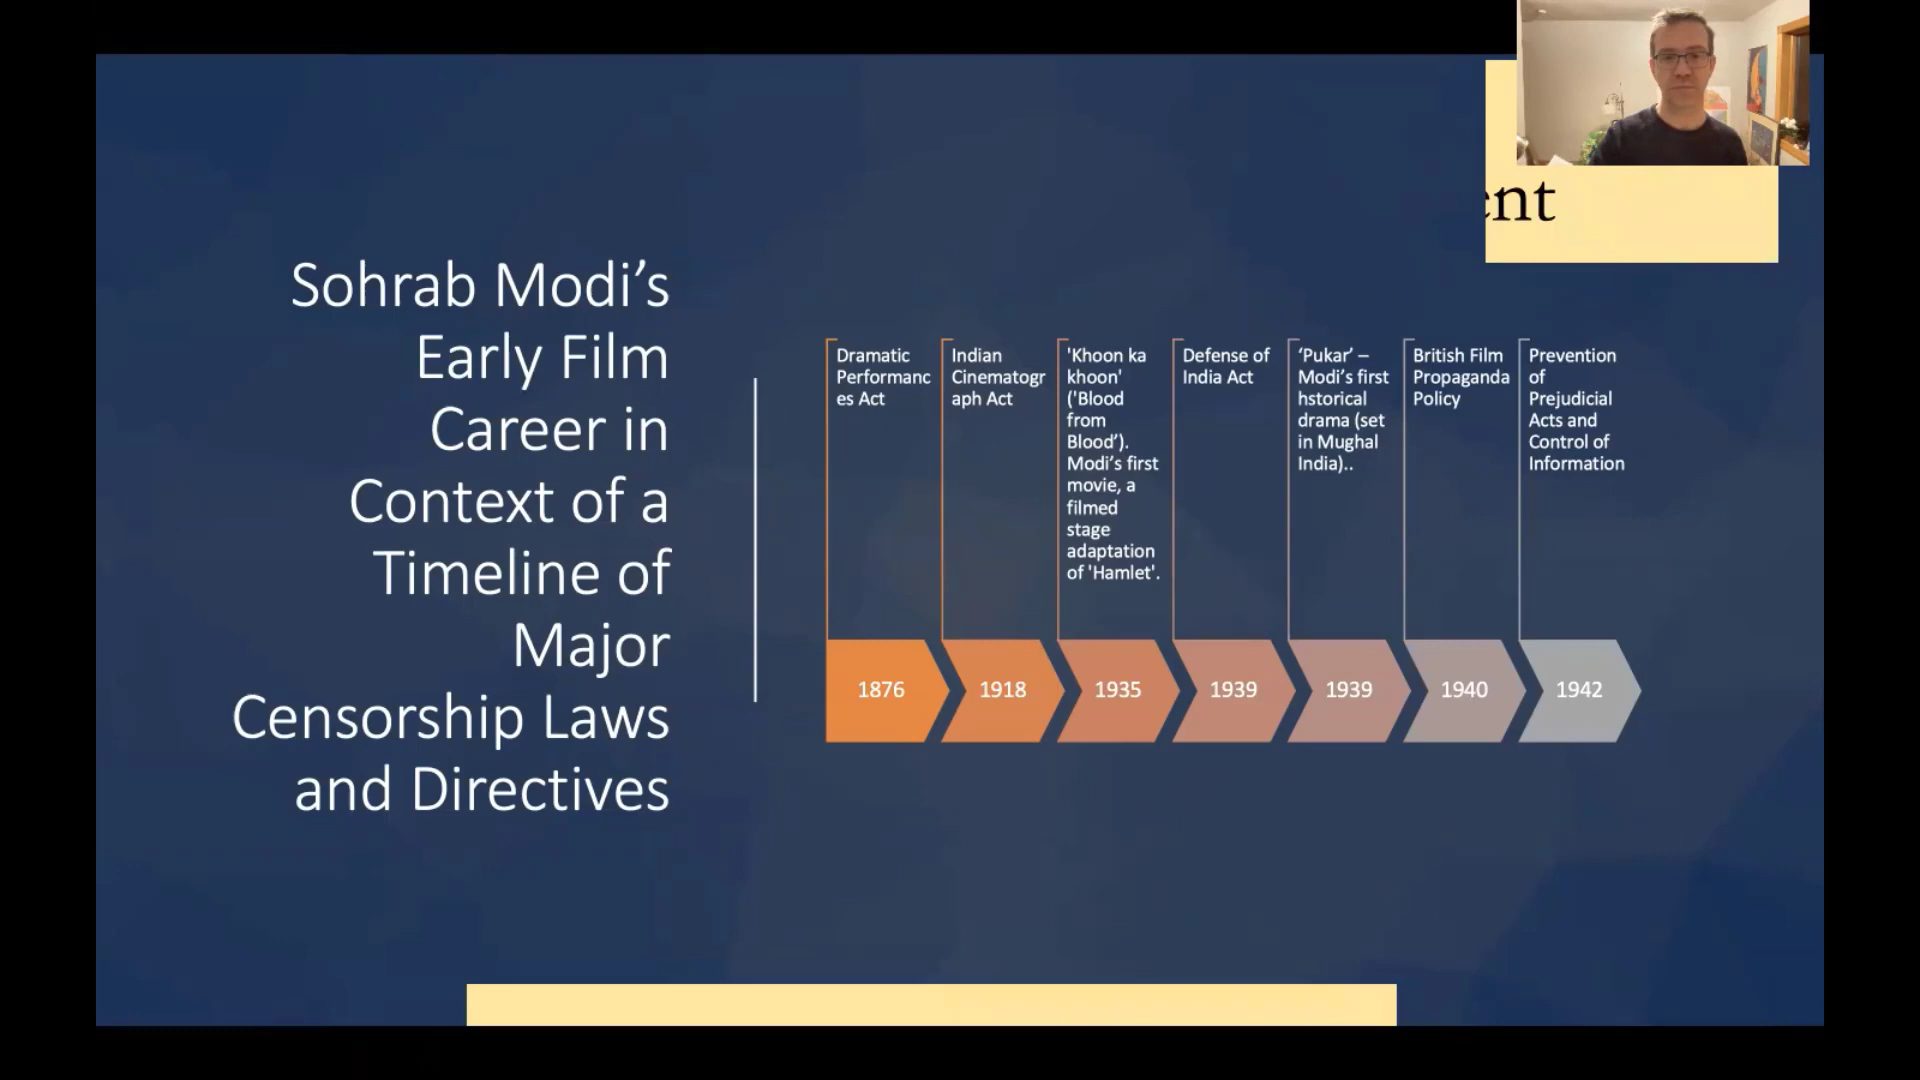 ent
Sohrab Modi’s
Early Film
Career in
Context of a
Timeline of
Major
Censorship Laws
and Directives
Dramatic
Performanc
es Act
1876
Indian
Cinematogr
aph Act
1918
'Khoon ka
khoon'
('Blood
from
Blood’).
Modi’s first
movie, a
filmed
stage
adaptation
of 'Hamlet'.
1935
Defense of
India Act
1939
‘Pukar’ –
Modi’s first
hstorical
drama (set
in Mughal
India)..
1939
British Film
Propaganda
Policy
1940
Prevention
of
Prejudicial
Acts and
Control of
Information
1942